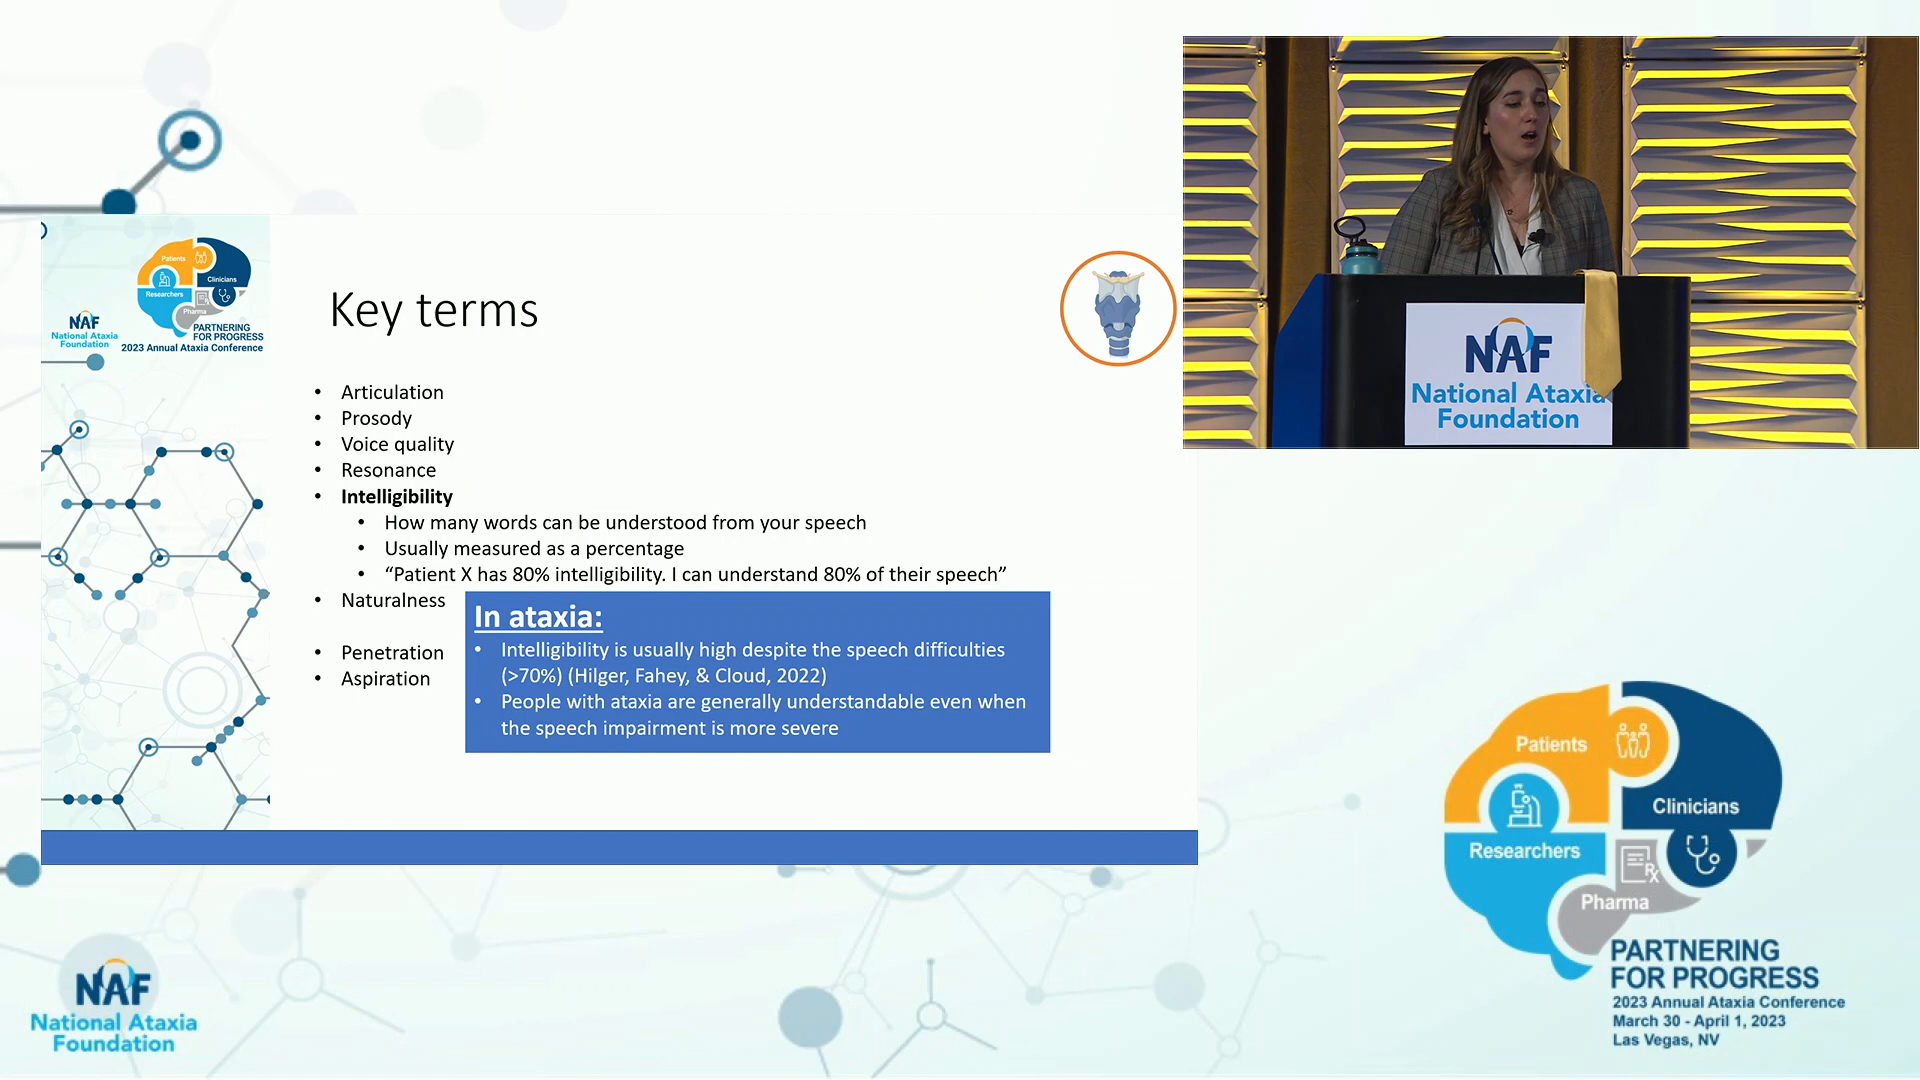 Patients
Clinicians
Researchers
Pharma
NAF
National Ataxia
Foundation
PARTNERING
FOR PROGRESS
2023 Annual Ataxia Conference
Key terms
• Articulation
• Prosody
• Voice quality
• Resonance
• Intelligibility
• How many words can be understood from your speech
• Usually measured as a percentage
• “Patient X has 80% intelligibility. I can understand 80% of their speech”
• Naturalness
• Penetration
• Aspiration
In ataxia:
• Intelligibility is usually high despite the speech difficulties
(>70%) (Hilger, Fahey, & Cloud, 2022)
• People with ataxia are generally understandable even when
the speech impairment is more severe
NAF
National Ataxia
Foundation
Patients
Clinicians
Researchers
Rx
Pharma
PARTNERING
FOR PROGRESS
2023 Annual Ataxia Conference
March 30 - April 1, 2023
Las Vegas, NV
NAF
National Ataxia
Foundation